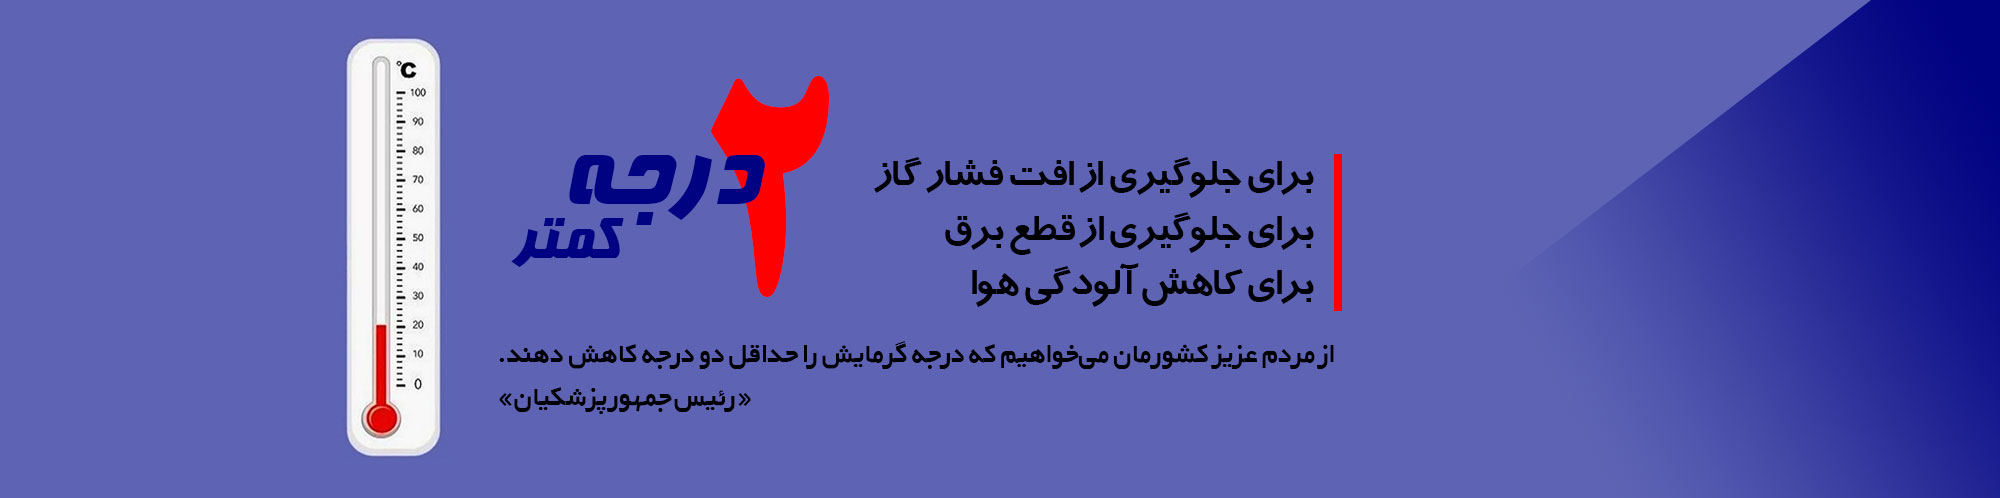 °C
100
90
80
70
60
50
40
30
20
10
0
۲ درجه
کمتر
برای جلوگیری از افت فشار گاز
برای جلوگیری از قطع برق
برای کاهش آلودگی هوا
از مردم عزیز کشورمان می‌خواهیم که درجه گرمایش را حداقل دو درجه کاهش دهند.
«رئیس‌جمهور پزشکیان»